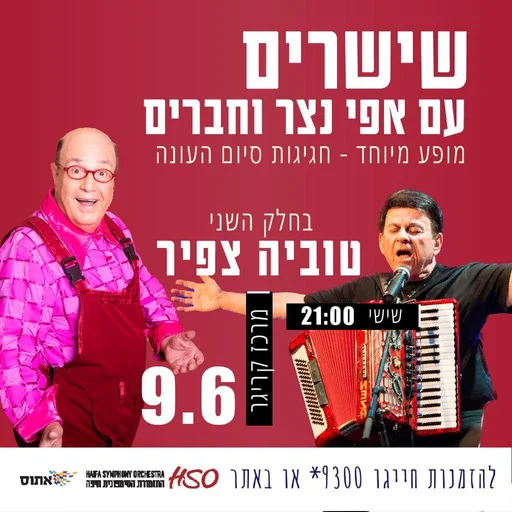 שישרים
עם אפי נצר וחברים
מופע מיוחד - חגיגות סיום העונה
בחלק השני
טוביה צפיר
שישי 21:00
מרכז קריגר
9.6
להזמנות חייגו 9300* או באתר
HSO
HAIFA SYMPHONY ORCHESTRA
התזמורת הסימפונית חיפה
אתוס